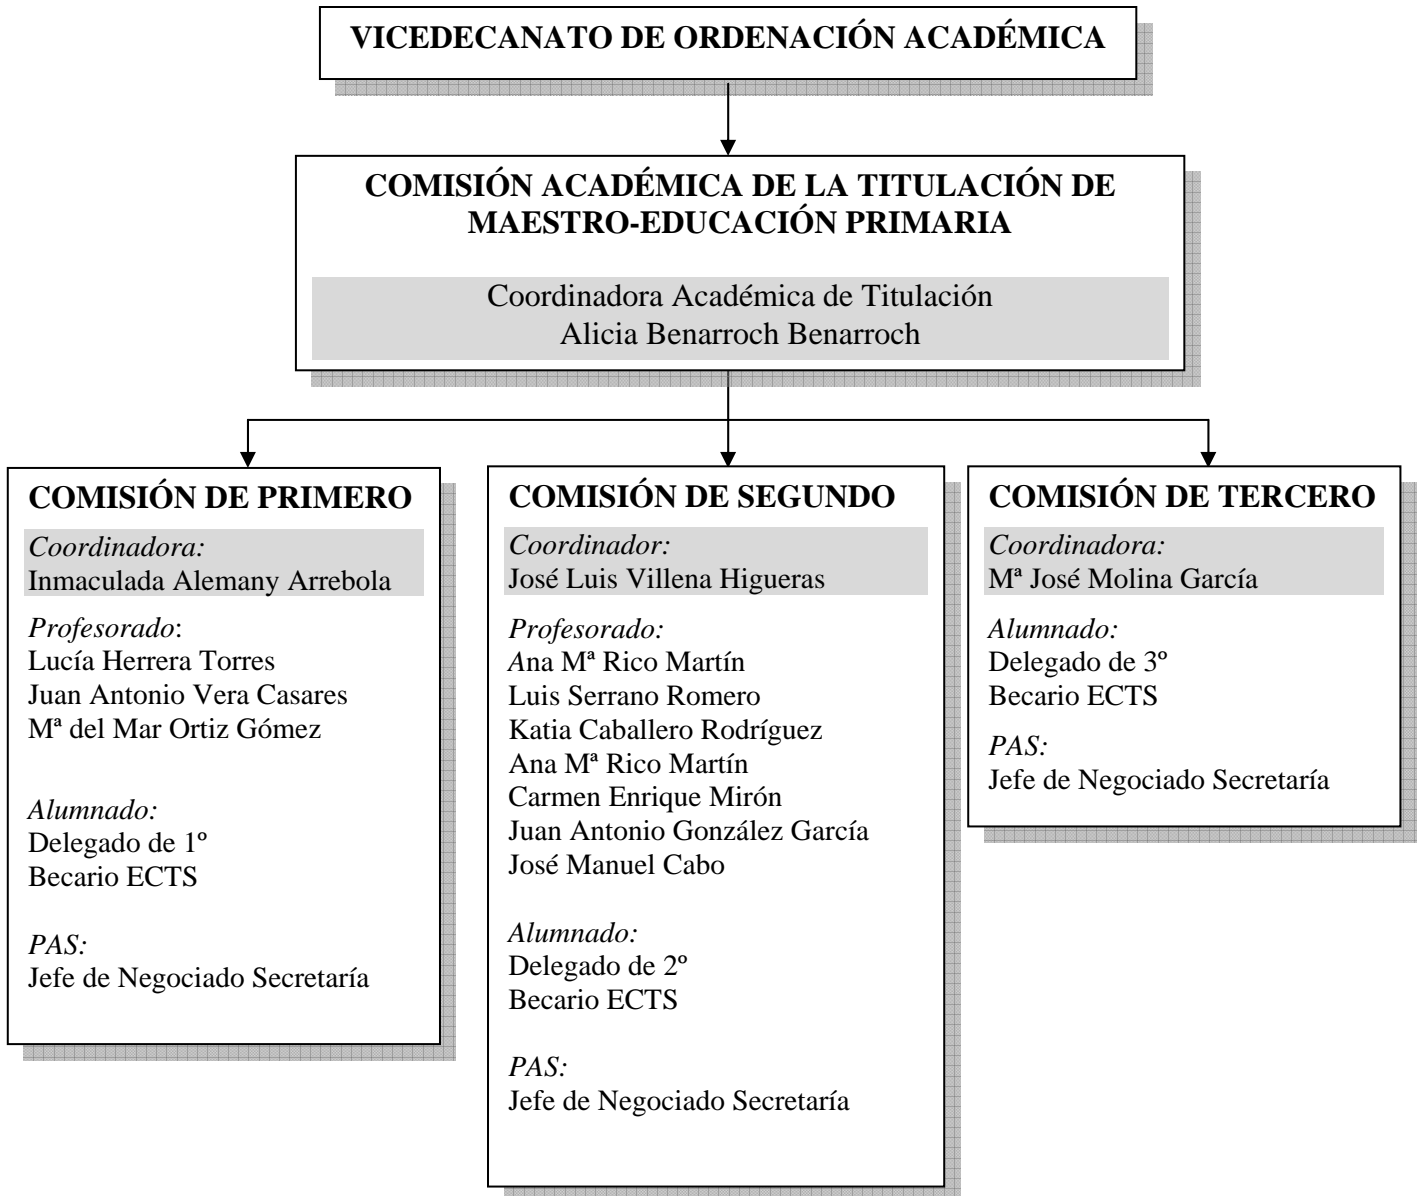 VICEDECANATO DE ORDENACIÓN ACADÉMICA
COMISIÓN ACADÉMICA DE LA TITULACIÓN DE
MAESTRO-EDUCACIÓN PRIMARIA
Coordinadora Académica de Titulación
Alicia Benarroch Benarroch
COMISIÓN DE PRIMERO
Coordinadora:
Inmaculada Alemany Arrebola
Profesorado:
Lucía Herrera Torres
Juan Antonio Vera Casares
Mª del Mar Ortiz Gómez
Alumnado:
Delegado de 1º
Becario ECTS
PAS:
Jefe de Negociado Secretaría
COMISIÓN DE SEGUNDO
Coordinador:
José Luis Villena Higueras
Profesorado:
Ana Mª Rico Martín
Luis Serrano Romero
Katia Caballero Rodríguez
Ana Mª Rico Martín
Carmen Enrique Mirón
Juan Antonio González García
José Manuel Cabo
Alumnado:
Delegado de 2º
Becario ECTS
PAS:
Jefe de Negociado Secretaría
COMISIÓN DE TERCERO
Coordinadora:
Mª José Molina García
Alumnado:
Delegado de 3º
Becario ECTS
PAS:
Jefe de Negociado Secretaría